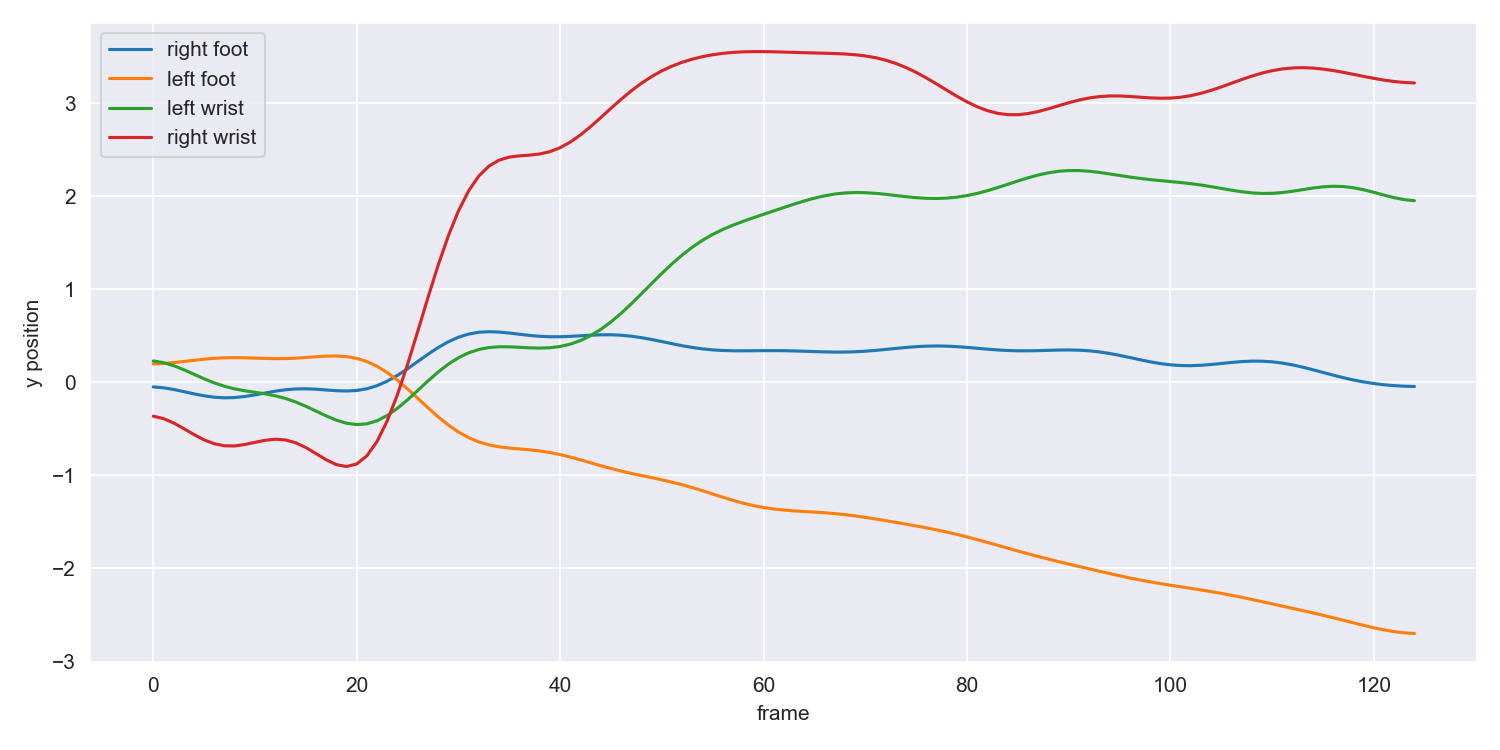 right foot
left foot
left wrist
right wrist
y position
3
2
1
0
−1
−2
−3
0 20 40 60 80 100 120
frame